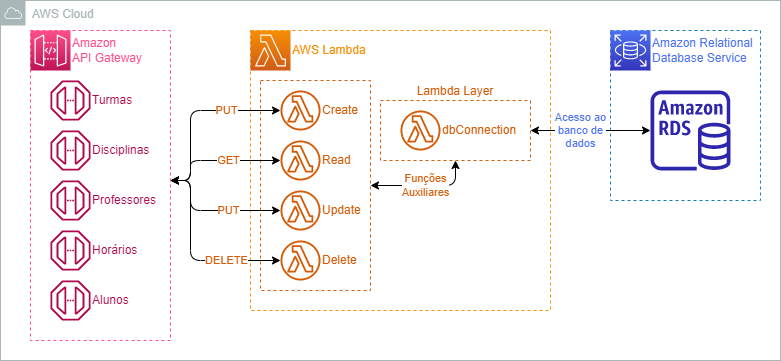 AWS Cloud
Amazon
API Gateway
Turmas
Disciplinas
Professores
Horários
Alunos
PUT
GET
PUT
DELETE
AWS Lambda
Create
Read
Update
Delete
Lambda Layer
dbConnection
Funções
Auxiliares
Acesso ao
banco de
dados
Amazon Relational
Database Service
Amazon
RDS